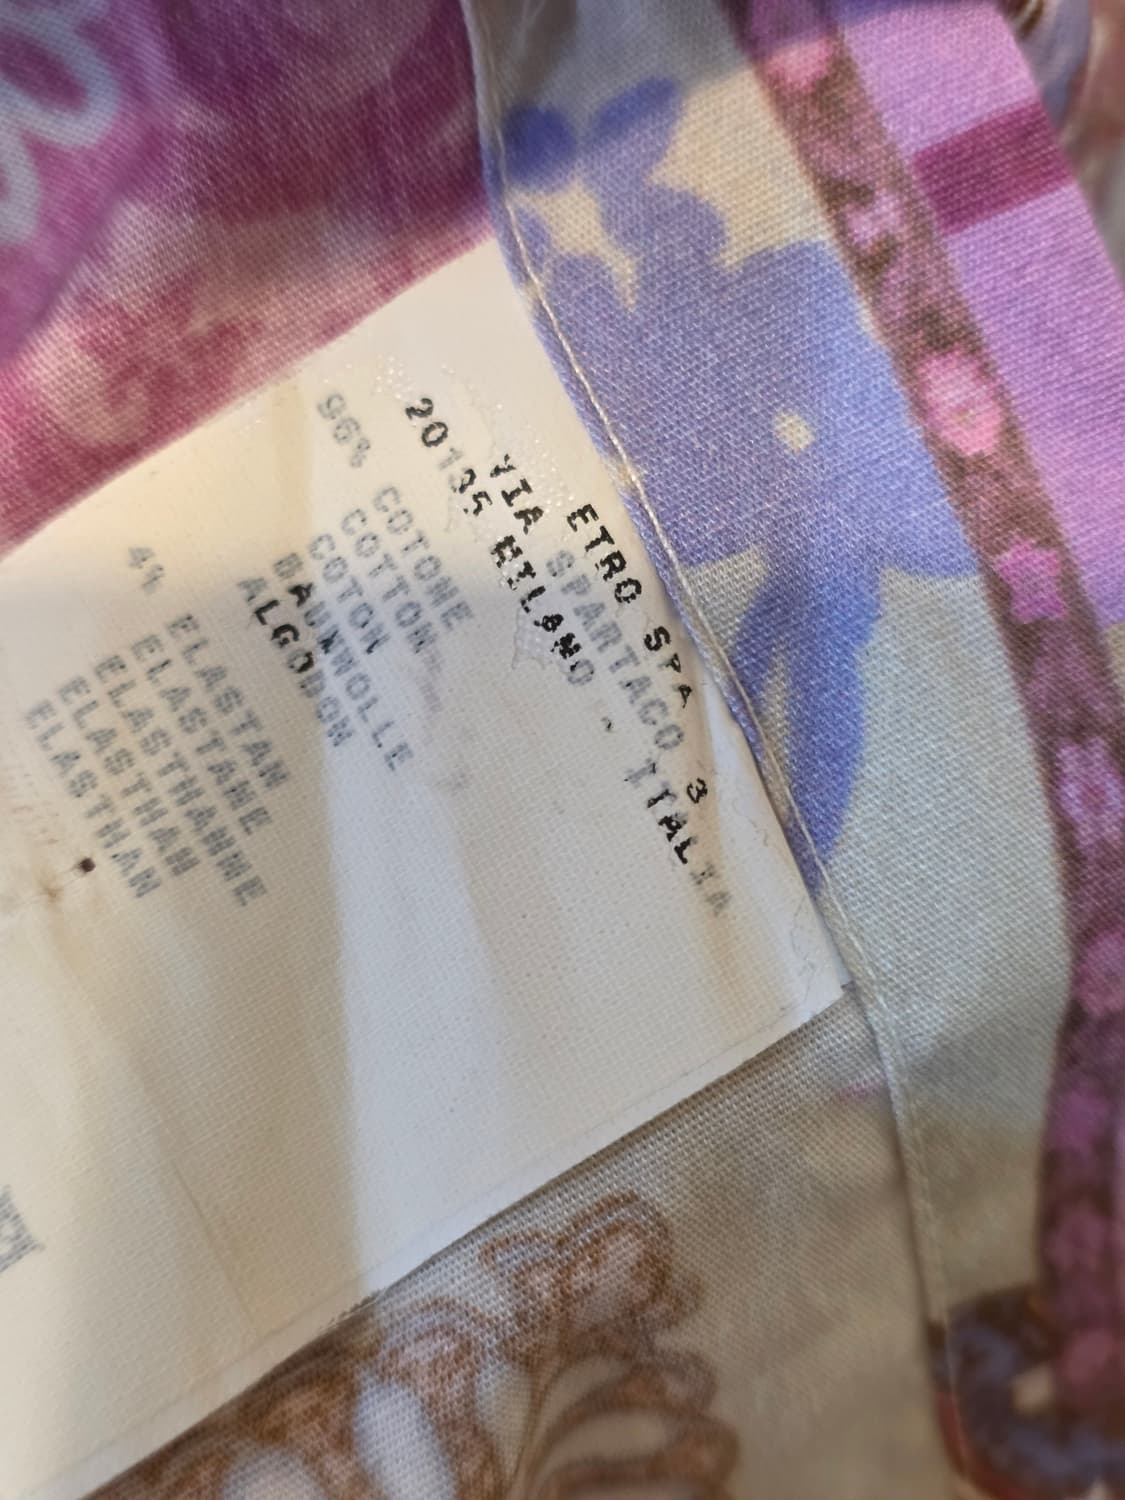 ETRO SPA
VIA SPARTACO 3
20135 MILANO - ITALIA
96% COTONE
COTTON
COTON
BAUMWOLLE
ALGODON
4% ELASTAN
ELASTANE
ELASTHANNE
ELASTHAN
ELASTHAN